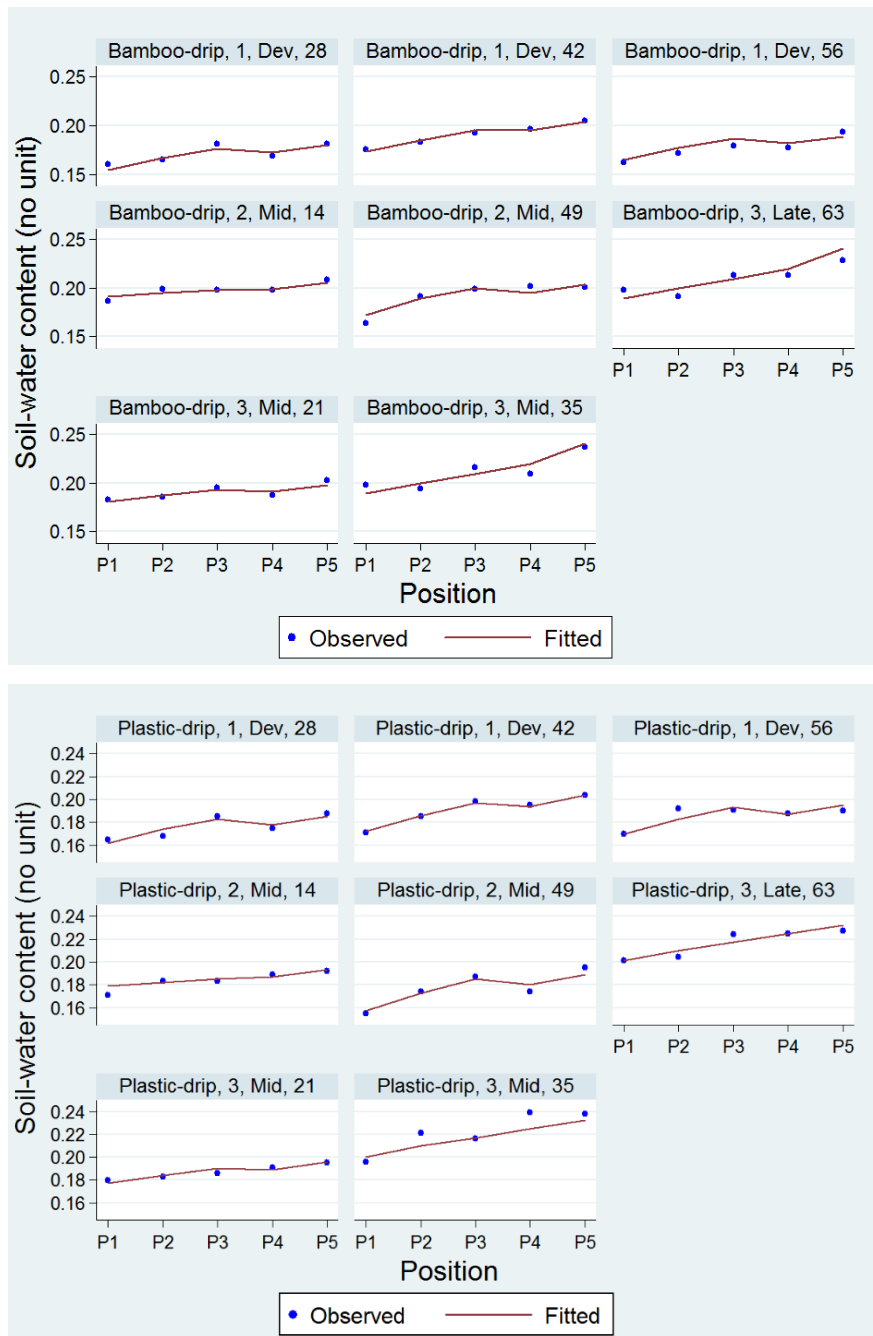 Bamboo-drip, 1, Dev, 28
Bamboo-drip, 1, Dev, 42
Bamboo-drip, 1, Dev, 56
0.25
0.20
0.15
Bamboo-drip, 2, Mid, 14
Bamboo-drip, 2, Mid, 49
Bamboo-drip, 3, Late, 63
0.25
0.20
0.15
P1 P2 P3 P4 P5
Bamboo-drip, 3, Mid, 21
Bamboo-drip, 3, Mid, 35
0.25
0.20
0.15
P1 P2 P3 P4 P5
P1 P2 P3 P4 P5
Soil-water content (no unit)
Position
Observed Fitted
Plastic-drip, 1, Dev, 28
Plastic-drip, 1, Dev, 42
Plastic-drip, 1, Dev, 56
0.24
0.22
0.20
0.18
0.16
Plastic-drip, 2, Mid, 14
Plastic-drip, 2, Mid, 49
Plastic-drip, 3, Late, 63
0.24
0.22
0.20
0.18
0.16
P1 P2 P3 P4 P5
Plastic-drip, 3, Mid, 21
Plastic-drip, 3, Mid, 35
0.24
0.22
0.20
0.18
0.16
P1 P2 P3 P4 P5
P1 P2 P3 P4 P5
Soil-water content (no unit)
Position
Observed Fitted